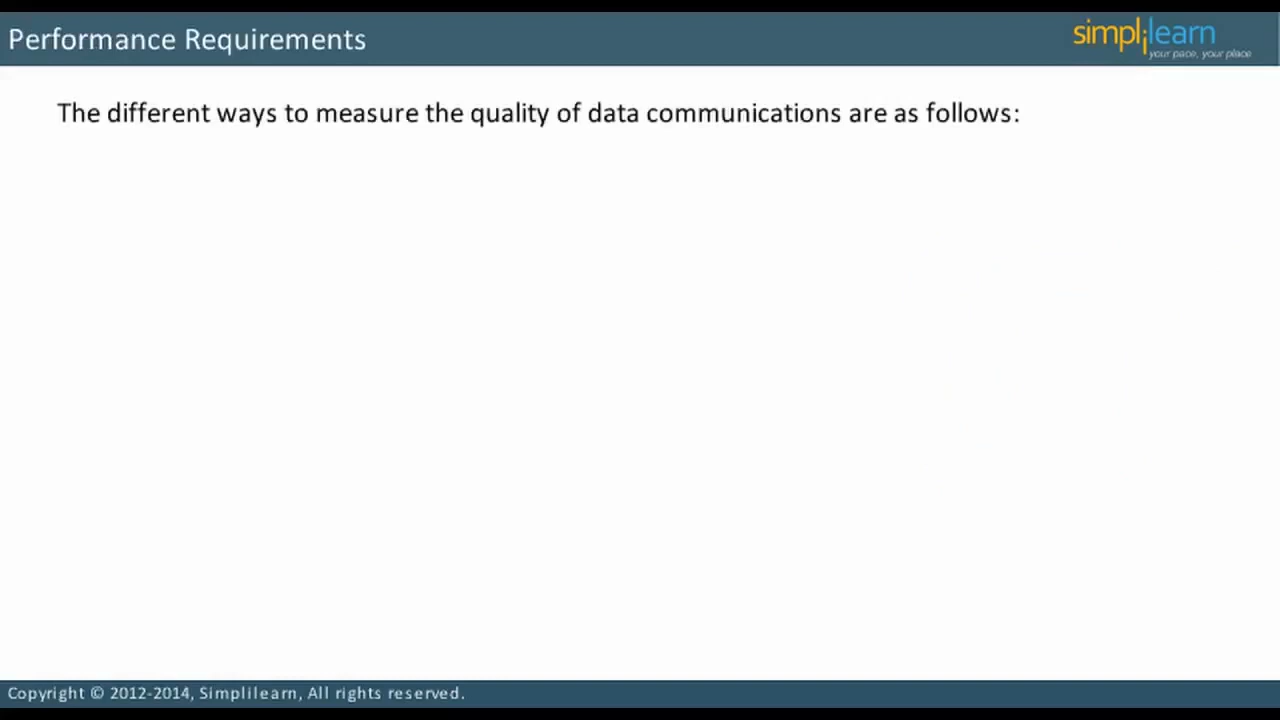 Performance Requirements
simplilearn
your pace, your place
The different ways to measure the quality of data communications are as follows:
Copyright © 2012-2014, Simplilearn, All rights reserved.